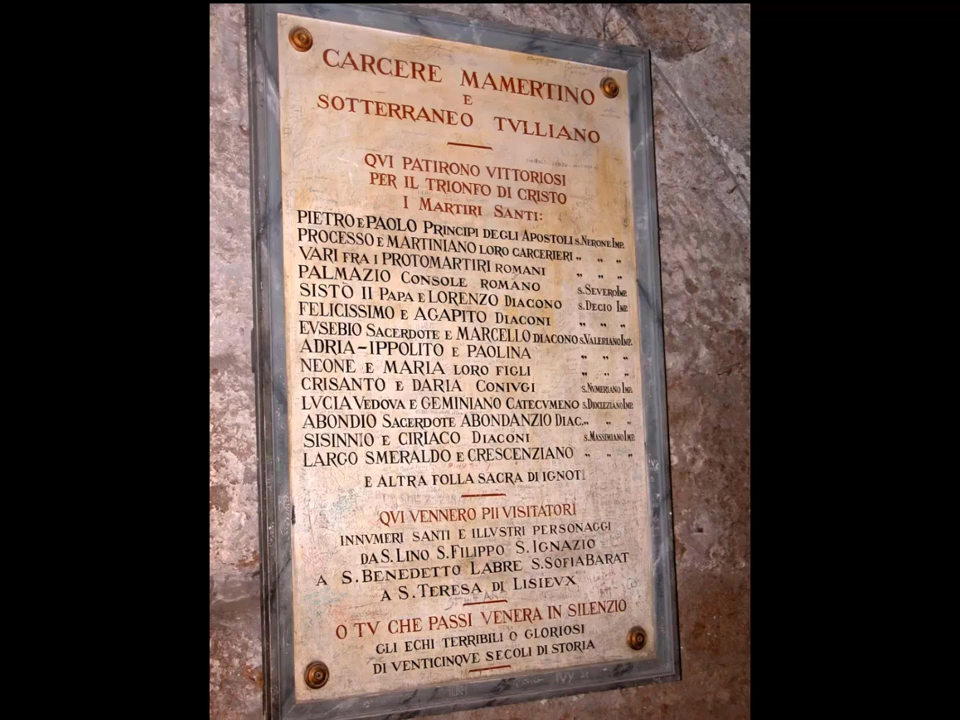 CARCERE MAMERTINO
E
SOTTERRANEO TVLLIANO
QVI PATIRONO VITTORIOSI
PER IL TRIONFO DI CRISTO
I MARTIRI SANTI:
PIETRO E PAOLO PRINCIPI DEGLI APOSTOLI S. NERONE IMP.
PROCESSO E MARTINIANO LORO CARCERIERI „ „ „
VARI FRA I PROTOMARTIRI ROMANI „ „ „
PALMAZIO CONSOLE ROMANO S. SEVERO IMP.
SISTO II PAPA E LORENZO DIACONO S. DECIO IMP.
FELICISSIMO E AGAPITO DIACONI „ „ „
EVSEBIO SACERDOTE E MARCELLO DIACONO S. VALERIANO IMP.
ADRIA-IPPOLITO E PAOLINA „ „ „
NEONE E MARIA LORO FIGLI „ „ „
CRISANTO E DARIA CONIVGI S. NUMERIANO IMP.
LVCIA VEDOVA E GEMINIANO CATECVMENO S. DIOCLEZIANO IMP.
ABONDIO SACERDOTE ABONDANZIO DIAC. „ „ „
SISINNIO E CIRIACO DIACONI S. MASSIMIANO IMP.
LARGO SMERALDO E CRESCENZIANO „ „ „
E ALTRA FOLLA SACRA DI IGNOTI
QVI VENNERO PII VISITATORI
INNVMERI SANTI E ILLVSTRI PERSONAGGI
DA S. LINO S. FILIPPO S. IGNAZIO
A S. BENEDETTO LABRE S. SOFIA BARAT
A S. TERESA DI LISIEVX
O TV CHE PASSI VENERA IN SILENZIO
GLI ECHI TERRIBILI O GLORIOSI
DI VENTICINQVE SECOLI DI STORIA